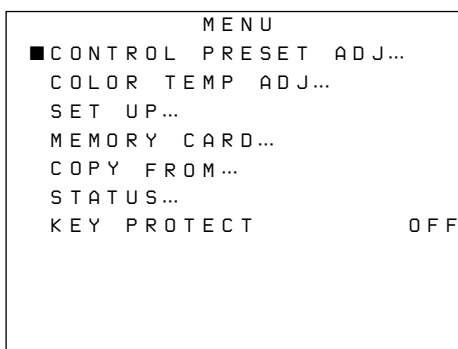 MENU
■CONTROL PRESET ADJ…
COLOR TEMP ADJ…
SET UP…
MEMORY CARD…
COPY FROM…
STATUS…
KEY PROTECT OFF